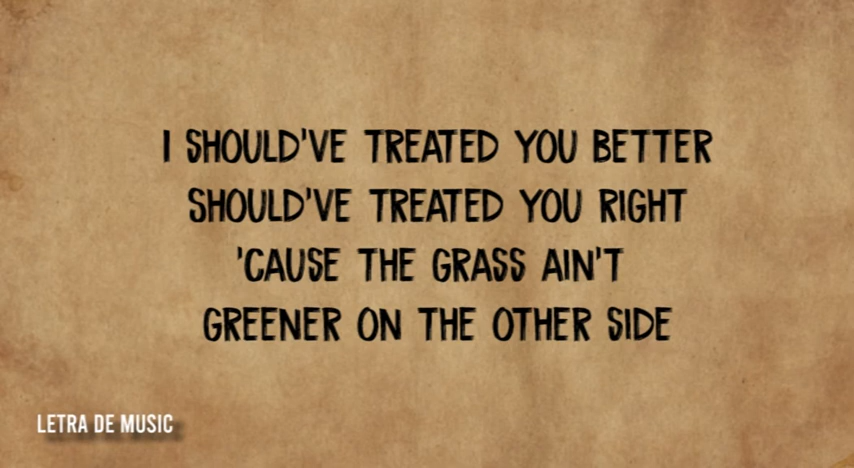 I SHOULD'VE TREATED YOU BETTER
SHOULD'VE TREATED YOU RIGHT
'CAUSE THE GRASS AIN'T
GREENER ON THE OTHER SIDE
LETRA DE MUSIC